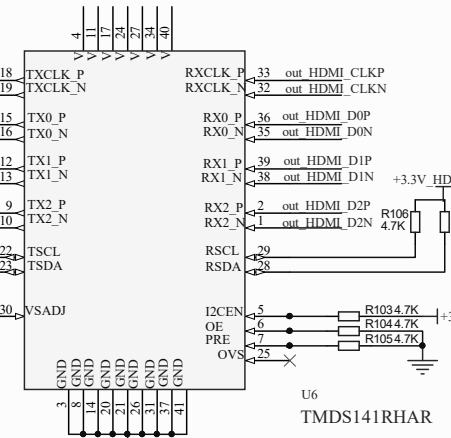 4 11 17 24 27 34 40
V V V V V V V
18 TXCLK_P RXCLK_P 33 out_HDMI_CLKP
19 TXCLK_N RXCLK_N 32 out_HDMI_CLKN
15 TX0_P RX0_P 36 out_HDMI_D0P
16 TX0_N RX0_N 35 out_HDMI_D0N
12 TX1_P RX1_P 39 out_HDMI_D1P
13 TX1_N RX1_N 38 out_HDMI_D1N
+3.3V_HD
9 TX2_P RX2_P 2 out_HDMI_D2P
10 TX2_N RX2_N 1 out_HDMI_D2N
R106
4.7K
22 TSCL RSCL 29
23 TSDA RSDA 28
30 VSADJ I2CEN 5 R103 4.7K +3
OE 6 R104 4.7K
PRE 7 R105 4.7K
OVS 25
GND GND GND GND GND GND GND GND GND
3 8 14 20 21 26 31 37 41
U6
TMDS141RHAR